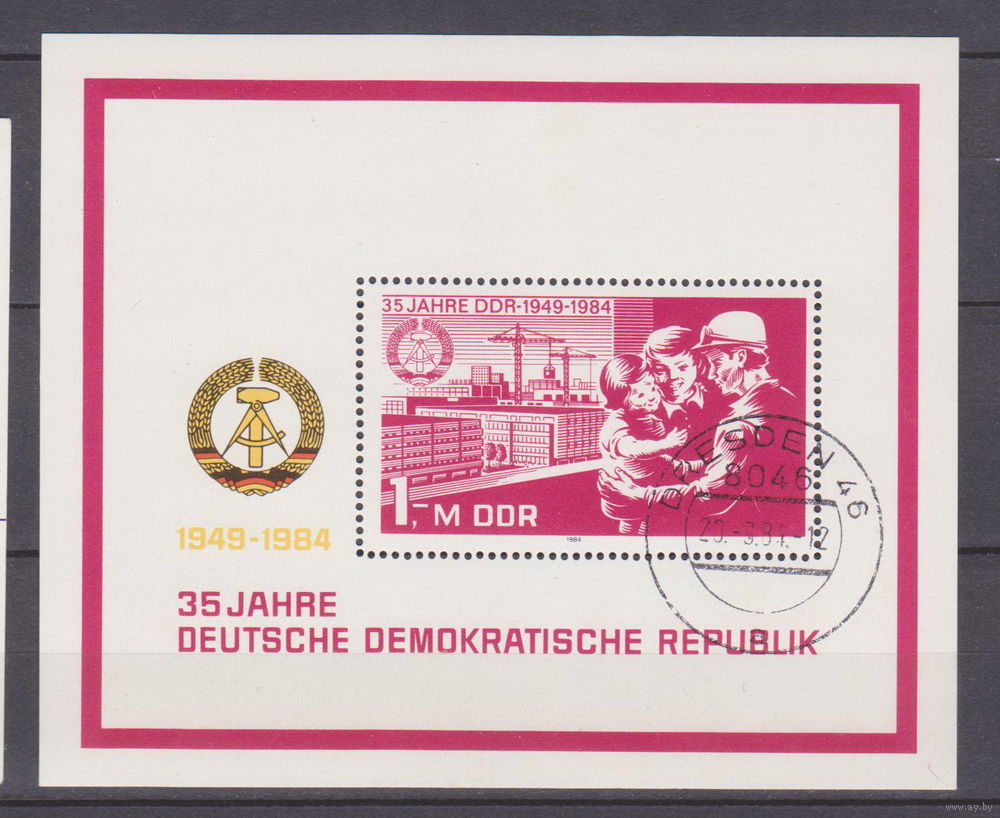 35 JAHRE DDR-1949-1984
1,- M DDR
1984
DRESDEN 46
8046
1949-1984
35 JAHRE
DEUTSCHE DEMOKRATISCHE REPUBLIK
www.ay.by